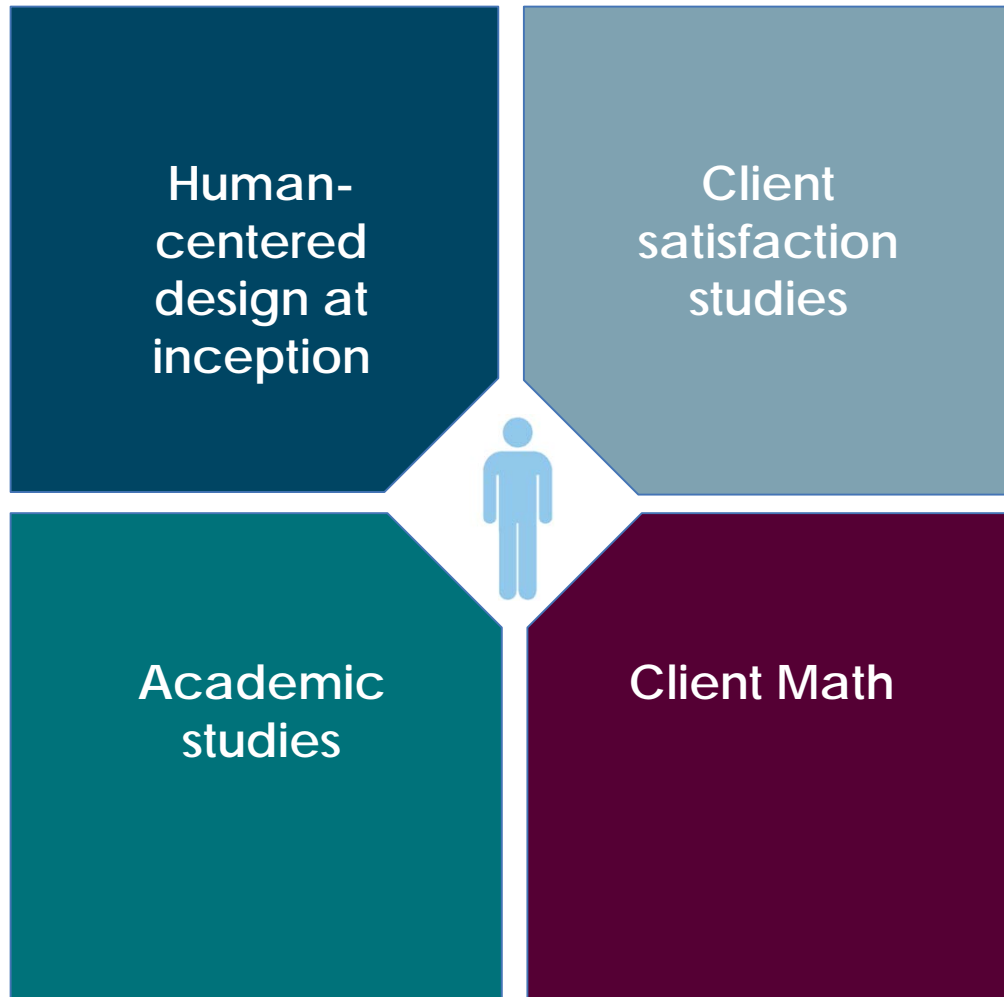 Human-
centered
design at
inception
Client
satisfaction
studies
Academic
studies
Client Math